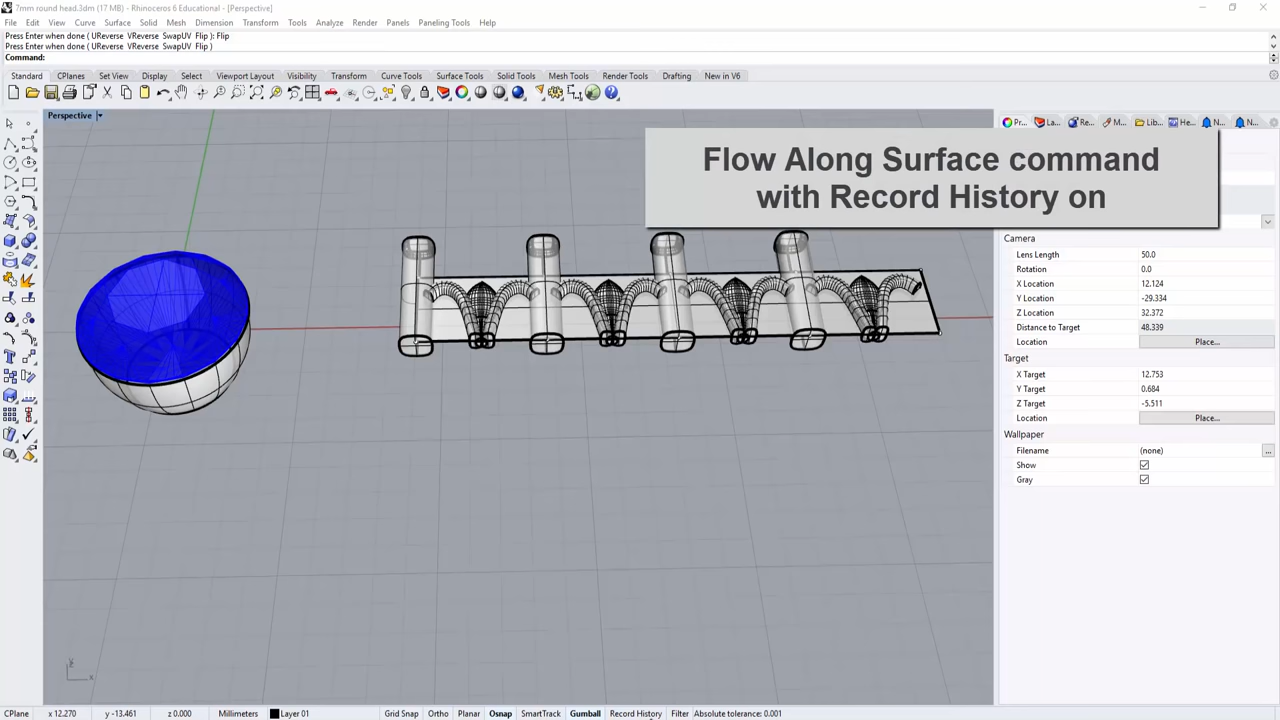 7mm round head.3dm (17 MB) - Rhinoceros 6 Educational - [Perspective]
File Edit View Curve Surface Solid Mesh Dimension Transform Tools Analyze Render Panels Paneling Tools Help
Press Enter when done ( UReverse VReverse SwapUV Flip ): Flip
Press Enter when done ( UReverse VReverse SwapUV Flip )
Command:
Standard CPlanes Set View Display Select Viewport Layout Visibility Transform Curve Tools Surface Tools Solid Tools Mesh Tools Render Tools Drafting New in V6
Perspective
Pr... La... Re... M... Lib... He... N... N...
Flow Along Surface command
with Record History on
Camera
Lens Length 50.0
Rotation 0.0
X Location 12.124
Y Location -29.334
Z Location 32.372
Distance to Target 48.339
Location Place...
Target
X Target 12.753
Y Target 0.684
Z Target -5.511
Location Place...
Wallpaper
Filename (none) ...
Show
Gray
y
x
CPlane x 12.270 y -13.461 z 0.000 Millimeters Layer 01 Grid Snap Ortho Planar Osnap SmartTrack Gumball Record History Filter Absolute tolerance: 0.001